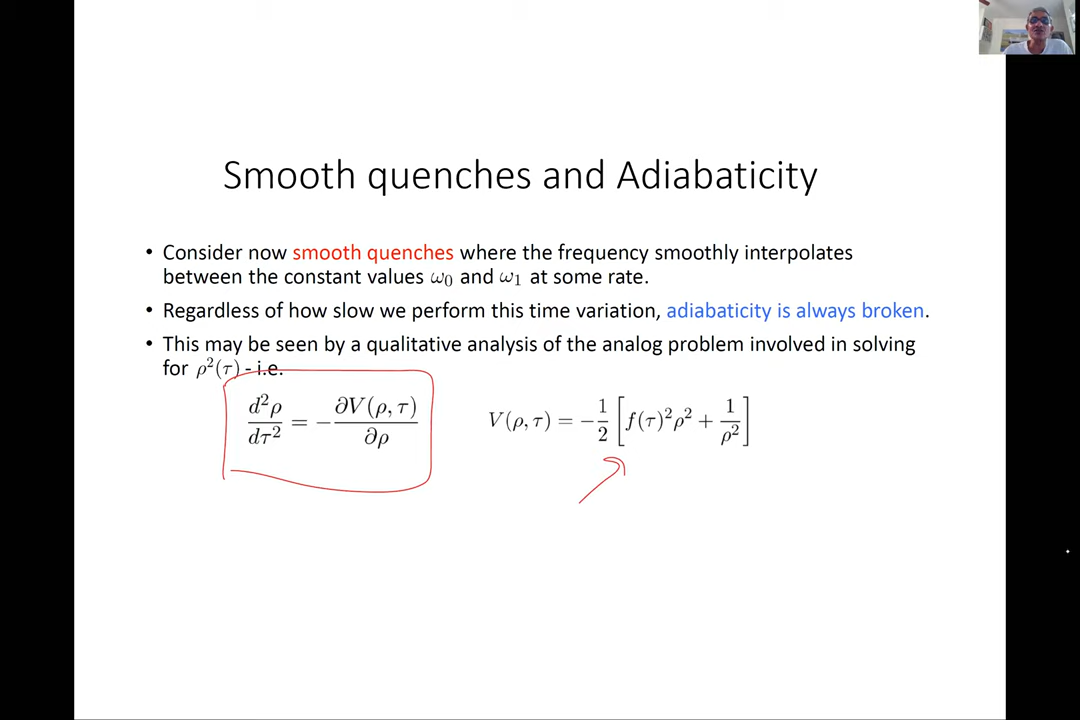 Smooth quenches and Adiabaticity
• Consider now smooth quenches where the frequency smoothly interpolates
between the constant values ω₀ and ω₁ at some rate.
• Regardless of how slow we perform this time variation, adiabaticity is always broken.
• This may be seen by a qualitative analysis of the analog problem involved in solving
for ρ²(τ) - i.e.
d²ρ/dτ² = −∂V(ρ, τ)/∂ρ V(ρ, τ) = −1/2 [f(τ)²ρ² + 1/ρ²]